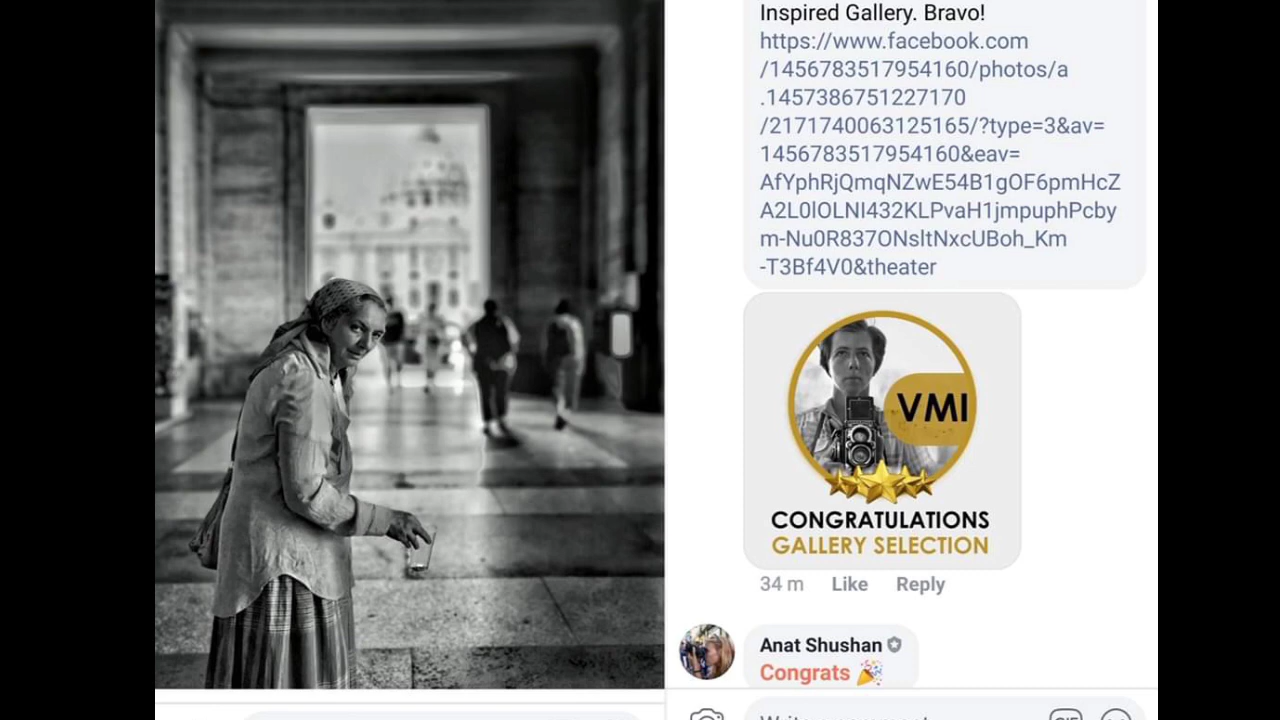 Inspired Gallery. Bravo!
https://www.facebook.com
/1456783517954160/photos/a
.1457386751227170
/2171740063125165/?type=3&av=
1456783517954160&eav=
AfYphRjQmqNZwE54B1gOF6pmHcZ
A2L0lOLNI432KLPvaH1jmpuphPcby
m-Nu0R837ONsltNxcUBoh_Km
-T3Bf4V0&theater
VMI
CONGRATULATIONS
GALLERY SELECTION
34 m Like Reply
Anat Shushan
Congrats 🎉